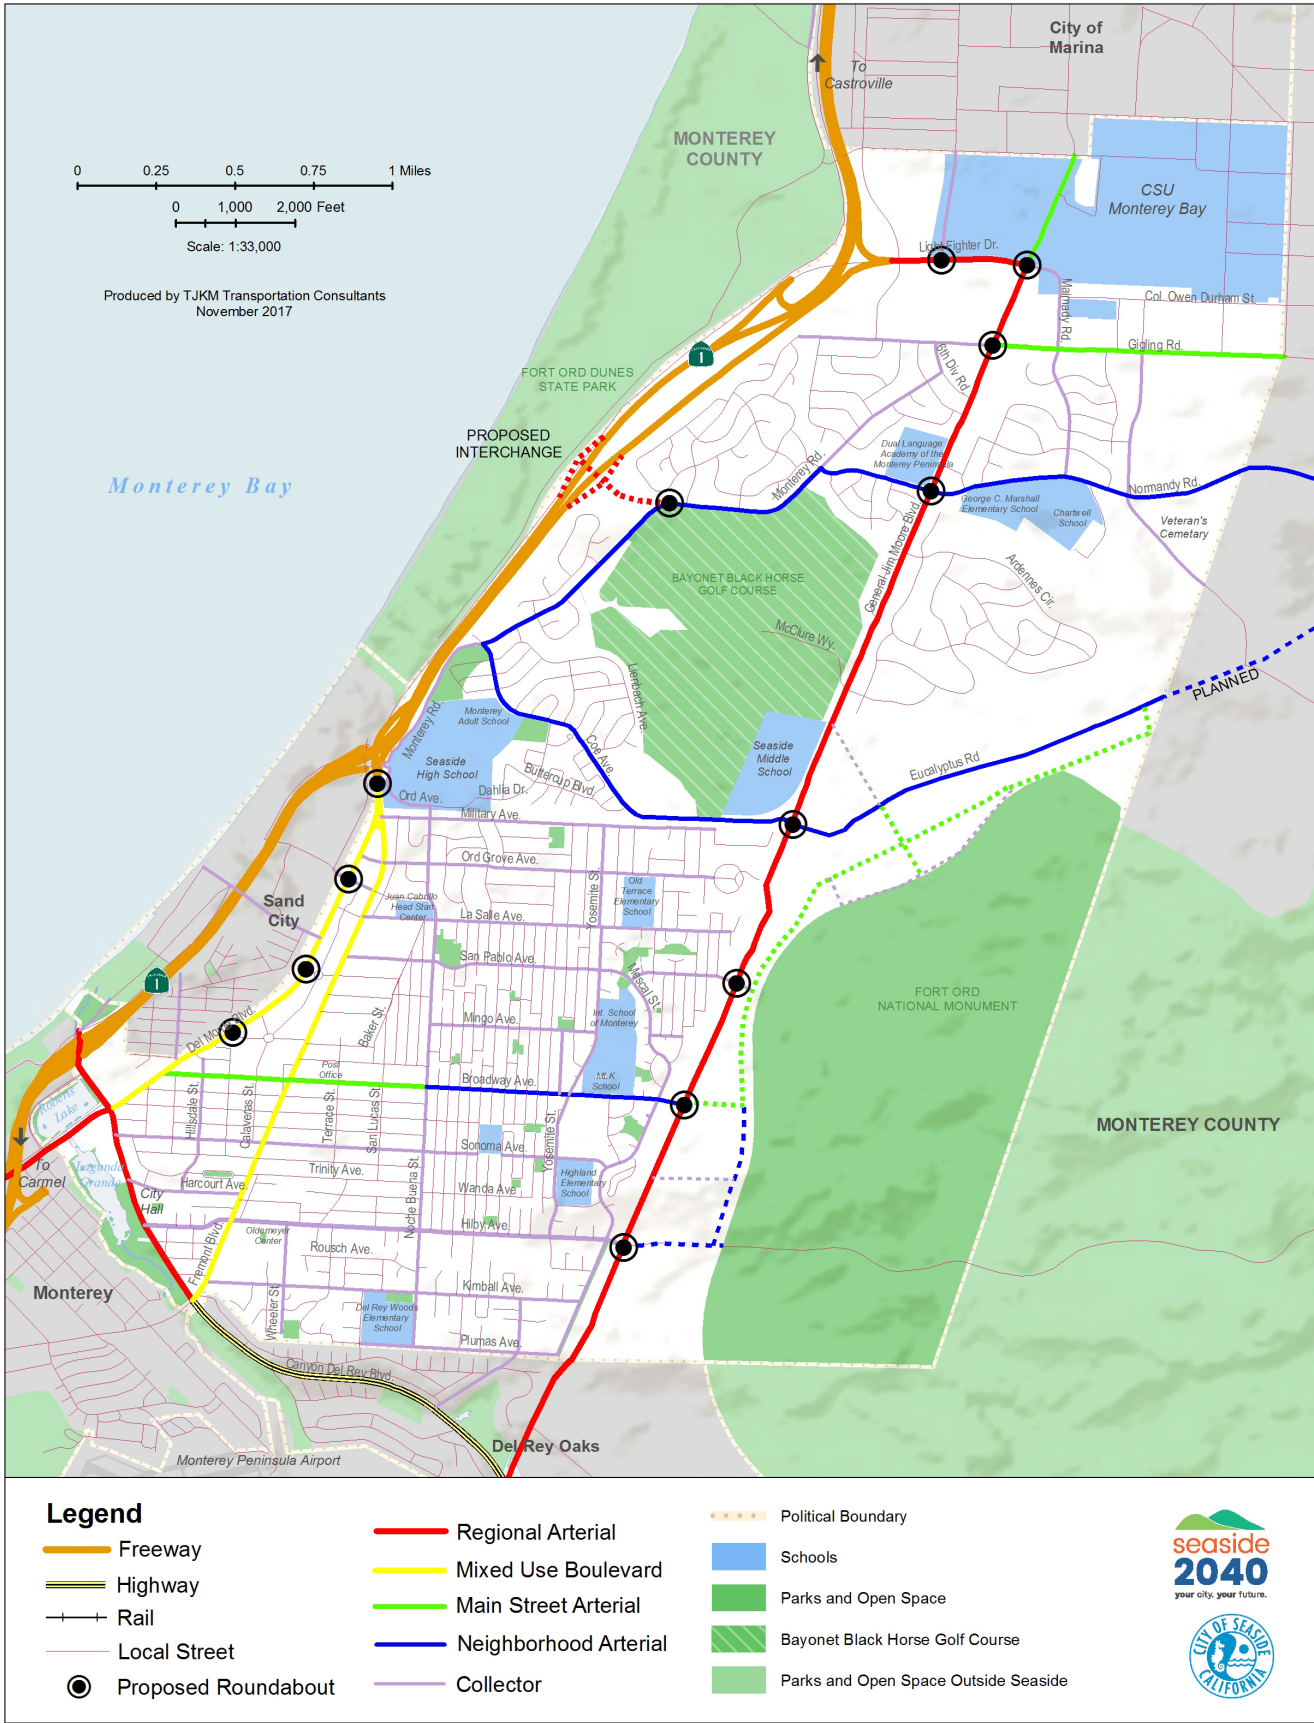 City of
Marina
To
Castroville
MONTEREY
COUNTY
0 0.25 0.5 0.75 1 Miles
0 1,000 2,000 Feet
Scale: 1:33,000
CSU
Monterey Bay
Light Fighter Dr.
Produced by TJKM Transportation Consultants
November 2017
Malmady Rd.
Col. Owen Durham St.
Gigling Rd.
6th Div Rd.
1
FORT ORD DUNES
STATE PARK
PROPOSED
INTERCHANGE
Dual Language
Academy of the
Monterey Peninsula
Monterey Rd.
Monterey Bay
Normandy Rd.
George C. Marshall
Elementary School
Chartwell
School
Veteran's
Cemetary
General Jim Moore Blvd.
Ardennes Cir.
BAYONET BLACK HORSE
GOLF COURSE
McClure Wy.
Lienbach Ave.
PLANNED
Monterey
Adult School
Monterey Rd.
Seaside
High School
Coe Ave.
Seaside
Middle
School
Eucalyptus Rd
Buttercup Blvd.
Dahlia Dr.
Ord Ave.
Military Ave.
Ord Grove Ave.
Yosemite St.
Old
Terrace
Elementary
School
Juan Cabrillo
Head Start
Center
La Salle Ave.
Sand
City
San Pablo Ave.
Mescal St.
1
FORT ORD
NATIONAL MONUMENT
Int. School
of Monterey
Mingo Ave.
Baker St.
Del Monte Blvd.
Post
Office
Broadway Ave.
MLK
School
Roberts
Lake
Hillsdale St.
Calaveras St.
Terrace St.
San Lucas St.
Yosemite St.
MONTEREY COUNTY
Sonoma Ave.
To
Carmel
Laguna
Grande
Trinity Ave.
Harcourt Ave.
Noche Buena St.
Wanda Ave
Highland
Elementary
School
City
Hall
Hilby Ave.
Fremont Blvd.
Oldemeyer
Center
Rousch Ave.
Monterey
Kimball Ave.
Wheeler St.
Del Rey Woods
Elementary
School
Plumas Ave.
Canyon Del Rey Blvd.
Del Rey Oaks
Monterey Peninsula Airport
Legend
Freeway
Highway
Rail
Local Street
Proposed Roundabout
Regional Arterial
Mixed Use Boulevard
Main Street Arterial
Neighborhood Arterial
Collector
Political Boundary
Schools
Parks and Open Space
Bayonet Black Horse Golf Course
Parks and Open Space Outside Seaside
seaside
2040
your city. your future.
CITY OF SEASIDE
CALIFORNIA